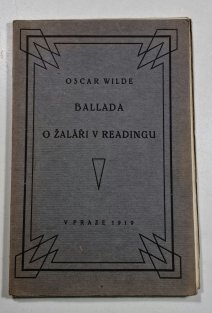 OSCAR WILDE
BALLADA
O ŽALÁŘI V READINGU
V PRAZE 1919